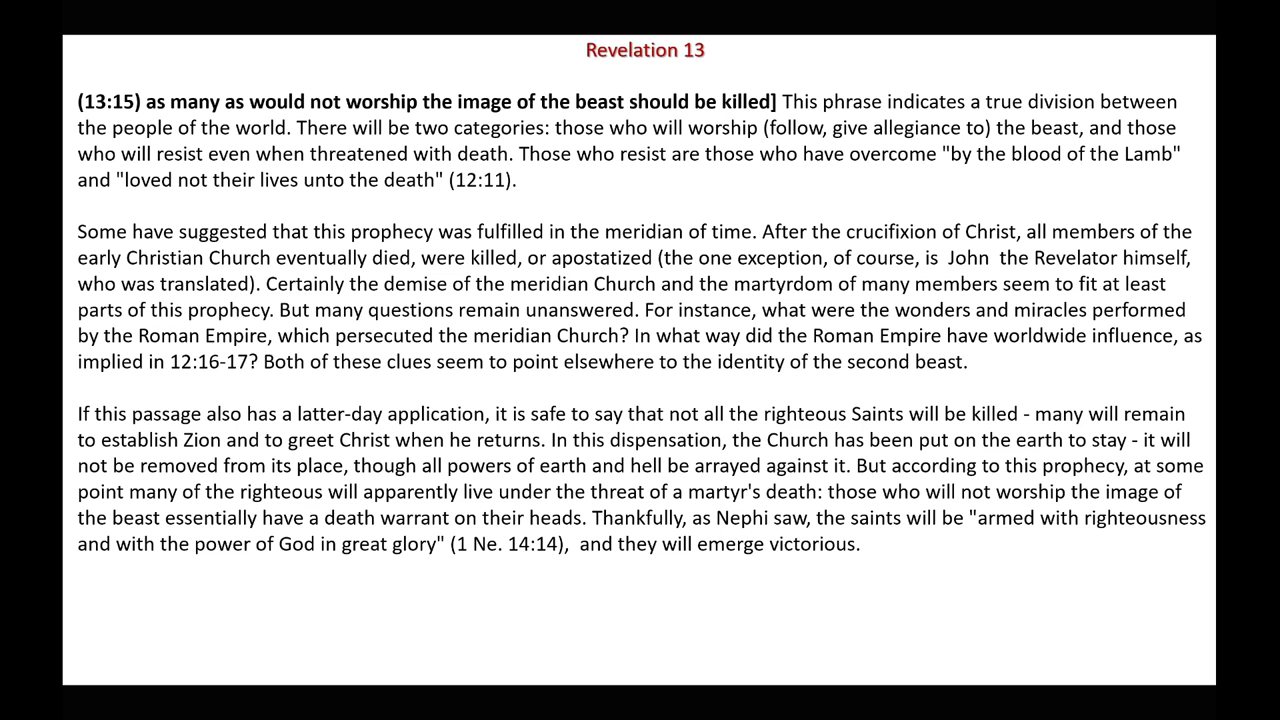 Revelation 13
(13:15) as many as would not worship the image of the beast should be killed] This phrase indicates a true division between
the people of the world. There will be two categories: those who will worship (follow, give allegiance to) the beast, and those
who will resist even when threatened with death. Those who resist are those who have overcome "by the blood of the Lamb"
and "loved not their lives unto the death" (12:11).
Some have suggested that this prophecy was fulfilled in the meridian of time. After the crucifixion of Christ, all members of the
early Christian Church eventually died, were killed, or apostatized (the one exception, of course, is  John  the Revelator himself,
who was translated). Certainly the demise of the meridian Church and the martyrdom of many members seem to fit at least
parts of this prophecy. But many questions remain unanswered. For instance, what were the wonders and miracles performed
by the Roman Empire, which persecuted the meridian Church? In what way did the Roman Empire have worldwide influence, as
implied in 12:16-17? Both of these clues seem to point elsewhere to the identity of the second beast.
If this passage also has a latter-day application, it is safe to say that not all the righteous Saints will be killed - many will remain
to establish Zion and to greet Christ when he returns. In this dispensation, the Church has been put on the earth to stay - it will
not be removed from its place, though all powers of earth and hell be arrayed against it. But according to this prophecy, at some
point many of the righteous will apparently live under the threat of a martyr's death: those who will not worship the image of
the beast essentially have a death warrant on their heads. Thankfully, as Nephi saw, the saints will be "armed with righteousness
and with the power of God in great glory" (1 Ne. 14:14),  and they will emerge victorious.